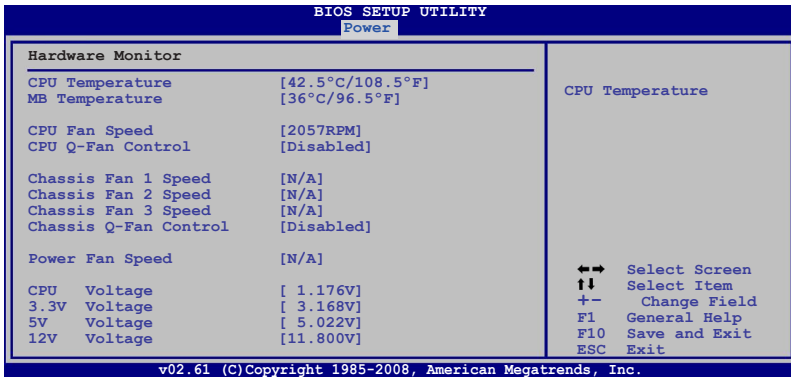 BIOS SETUP UTILITY
Power
Hardware Monitor
CPU Temperature [42.5°C/108.5°F]
MB Temperature [36°C/96.5°F]
CPU Fan Speed [2057RPM]
CPU Q-Fan Control [Disabled]
Chassis Fan 1 Speed [N/A]
Chassis Fan 2 Speed [N/A]
Chassis Fan 3 Speed [N/A]
Chassis Q-Fan Control [Disabled]
Power Fan Speed [N/A]
CPU Voltage [ 1.176V]
3.3V Voltage [ 3.168V]
5V Voltage [ 5.022V]
12V Voltage [11.800V]
CPU Temperature
←→ Select Screen
↑↓ Select Item
+- Change Field
F1 General Help
F10 Save and Exit
ESC Exit
v02.61 (C)Copyright 1985-2008, American Megatrends, Inc.